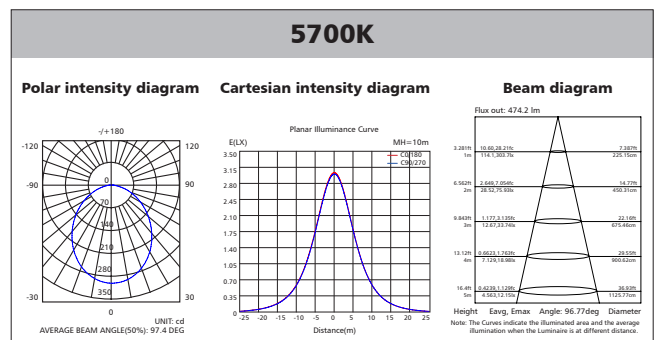 5700K
Polar intensity diagram
Cartesian intensity diagram
Beam diagram
-/+180
-120
120
-90
90
-30
30
0
0
70
140
210
280
350
UNIT: cd
AVERAGE BEAM ANGLE(50%): 97.4 DEG
Planar Illuminance Curve
E(LX)
MH=10m
C0/180
C90/270
3.50
3.15
2.80
2.45
2.10
1.75
1.40
1.05
0.70
0.35
0
-25 -20 -15 -10 -5 0 5 10 15 20 25
Distance(m)
Flux out: 474.2 lm
3.281ft 10.60,28.21fc 7.387ft
1m 114.1,303.7lx 225.15cm
6.562ft 2.649,7.054fc 14.77ft
2m 28.52,75.93lx 450.31cm
9.843ft 1.177,3.135fc 22.16ft
3m 12.67,33.74lx 675.46cm
13.12ft 0.6623,1.763fc 29.55ft
4m 7.129,18.98lx 900.62cm
16.4ft 0.4239,1.129fc 36.93ft
5m 4.563,12.15lx 1125.77cm
Height Eavg, Emax Angle: 96.77deg Diameter
Note: The Curves indicate the illuminated area and the average
illumination when the Luminaire is at different distance.